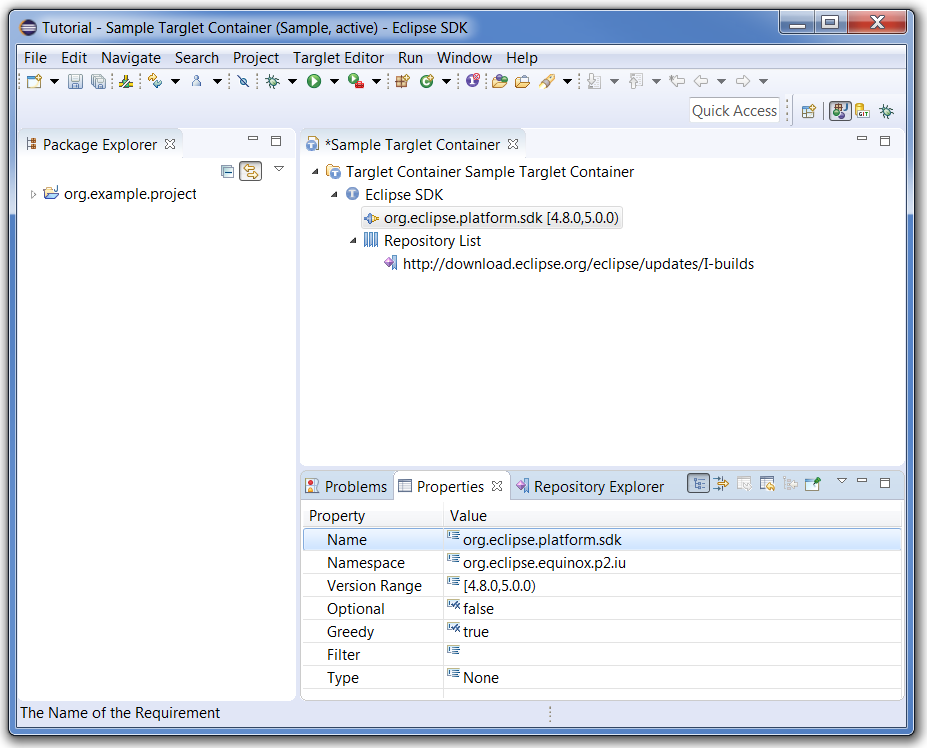 Tutorial - Sample Targlet Container (Sample, active) - Eclipse SDK
File Edit Navigate Search Project Targlet Editor Run Window Help
Quick Access
GIT
Package Explorer
org.example.project
*Sample Targlet Container
Targlet Container Sample Targlet Container
Eclipse SDK
org.eclipse.platform.sdk [4.8.0,5.0.0)
Repository List
http://download.eclipse.org/eclipse/updates/I-builds
Problems Properties Repository Explorer
Property Value
Name org.eclipse.platform.sdk
Namespace org.eclipse.equinox.p2.iu
Version Range [4.8.0,5.0.0)
Optional false
Greedy true
Filter
Type None
The Name of the Requirement